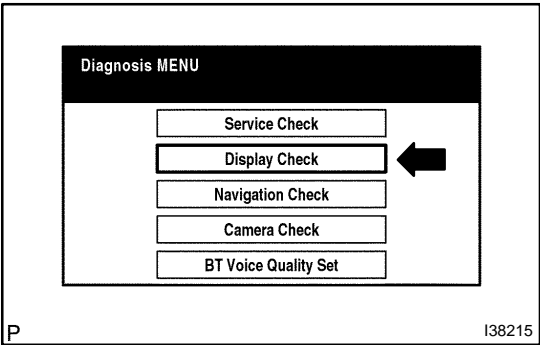 Diagnosis MENU
Service Check
Display Check
Navigation Check
Camera Check
BT Voice Quality Set
P
I38215